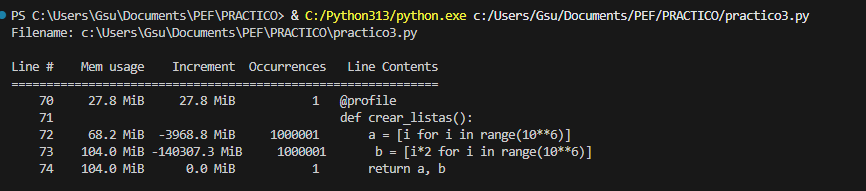 PS C:\Users\Gsu\Documents\PEF\PRACTICO> & C:/Python313/python.exe c:/Users/Gsu/Documents/PEF/PRACTICO/practico3.py
Filename: c:\Users\Gsu\Documents\PEF\PRACTICO\practico3.py
Line #    Mem usage    Increment  Occurrences   Line Contents
=============================================================
    70     27.8 MiB     27.8 MiB           1   @profile
    71                                         def crear_listas():
    72     68.2 MiB  -3968.8 MiB     1000001       a = [i for i in range(10**6)]
    73    104.0 MiB -140307.3 MiB     1000001       b = [i*2 for i in range(10**6)]
    74    104.0 MiB      0.0 MiB           1       return a, b